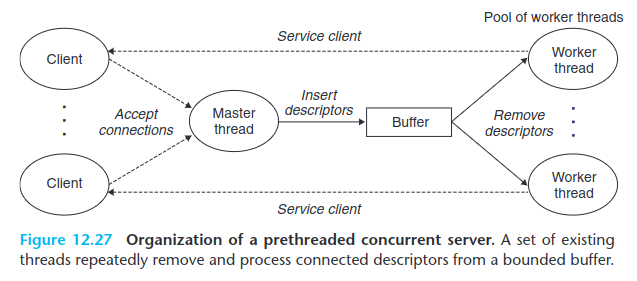 Pool of worker threads
Service client
Client
Worker
thread
Insert
descriptors
Accept
connections
Master
thread
Buffer
Remove
descriptors
Client
Worker
thread
Service client
Figure 12.27 Organization of a prethreaded concurrent server. A set of existing
threads repeatedly remove and process connected descriptors from a bounded buffer.